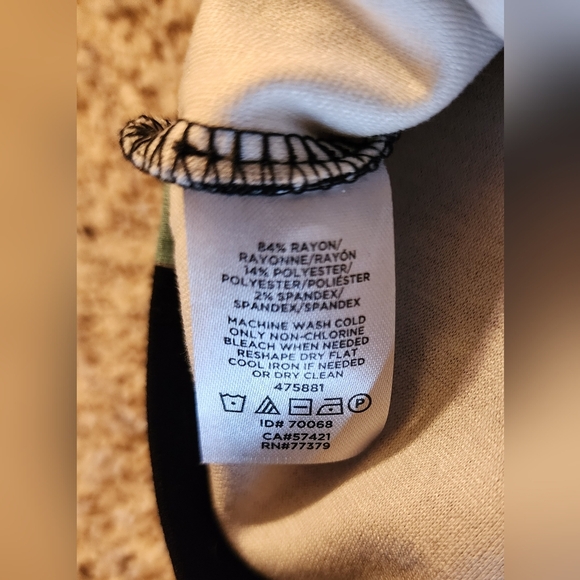 84% RAYON/
RAYONNE/RAYÓN
14% POLYESTER/
POLYESTER/POLIÉSTER
2% SPANDEX/
SPANDEX/SPANDEX
MACHINE WASH COLD
ONLY NON-CHLORINE
BLEACH WHEN NEEDED
RESHAPE DRY FLAT
COOL IRON IF NEEDED
OR DRY CLEAN
475881
P
ID# 70068
CA#57421
RN#77379